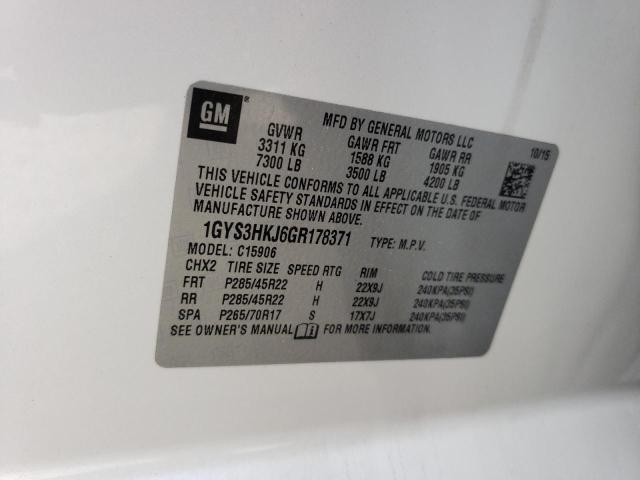 GM®
MFD BY GENERAL MOTORS LLC
10/15
GVWR GAWR FRT GAWR RR
3311 KG 1588 KG 1905 KG
7300 LB 3500 LB 4200 LB
THIS VEHICLE CONFORMS TO ALL APPLICABLE U.S. FEDERAL MOTOR
VEHICLE SAFETY STANDARDS IN EFFECT ON THE DATE OF
MANUFACTURE SHOWN ABOVE.
1GYS3HKJ6GR178371 TYPE: M.P.V.
MODEL: C15906
CHX2 TIRE SIZE SPEED RTG RIM COLD TIRE PRESSURE
FRT P285/45R22 H 22X9J 240KPA(35PSI)
RR P285/45R22 H 22X9J 240KPA(35PSI)
SPA P265/70R17 S 17X7J 240KPA(35PSI)
SEE OWNER'S MANUAL FOR MORE INFORMATION.